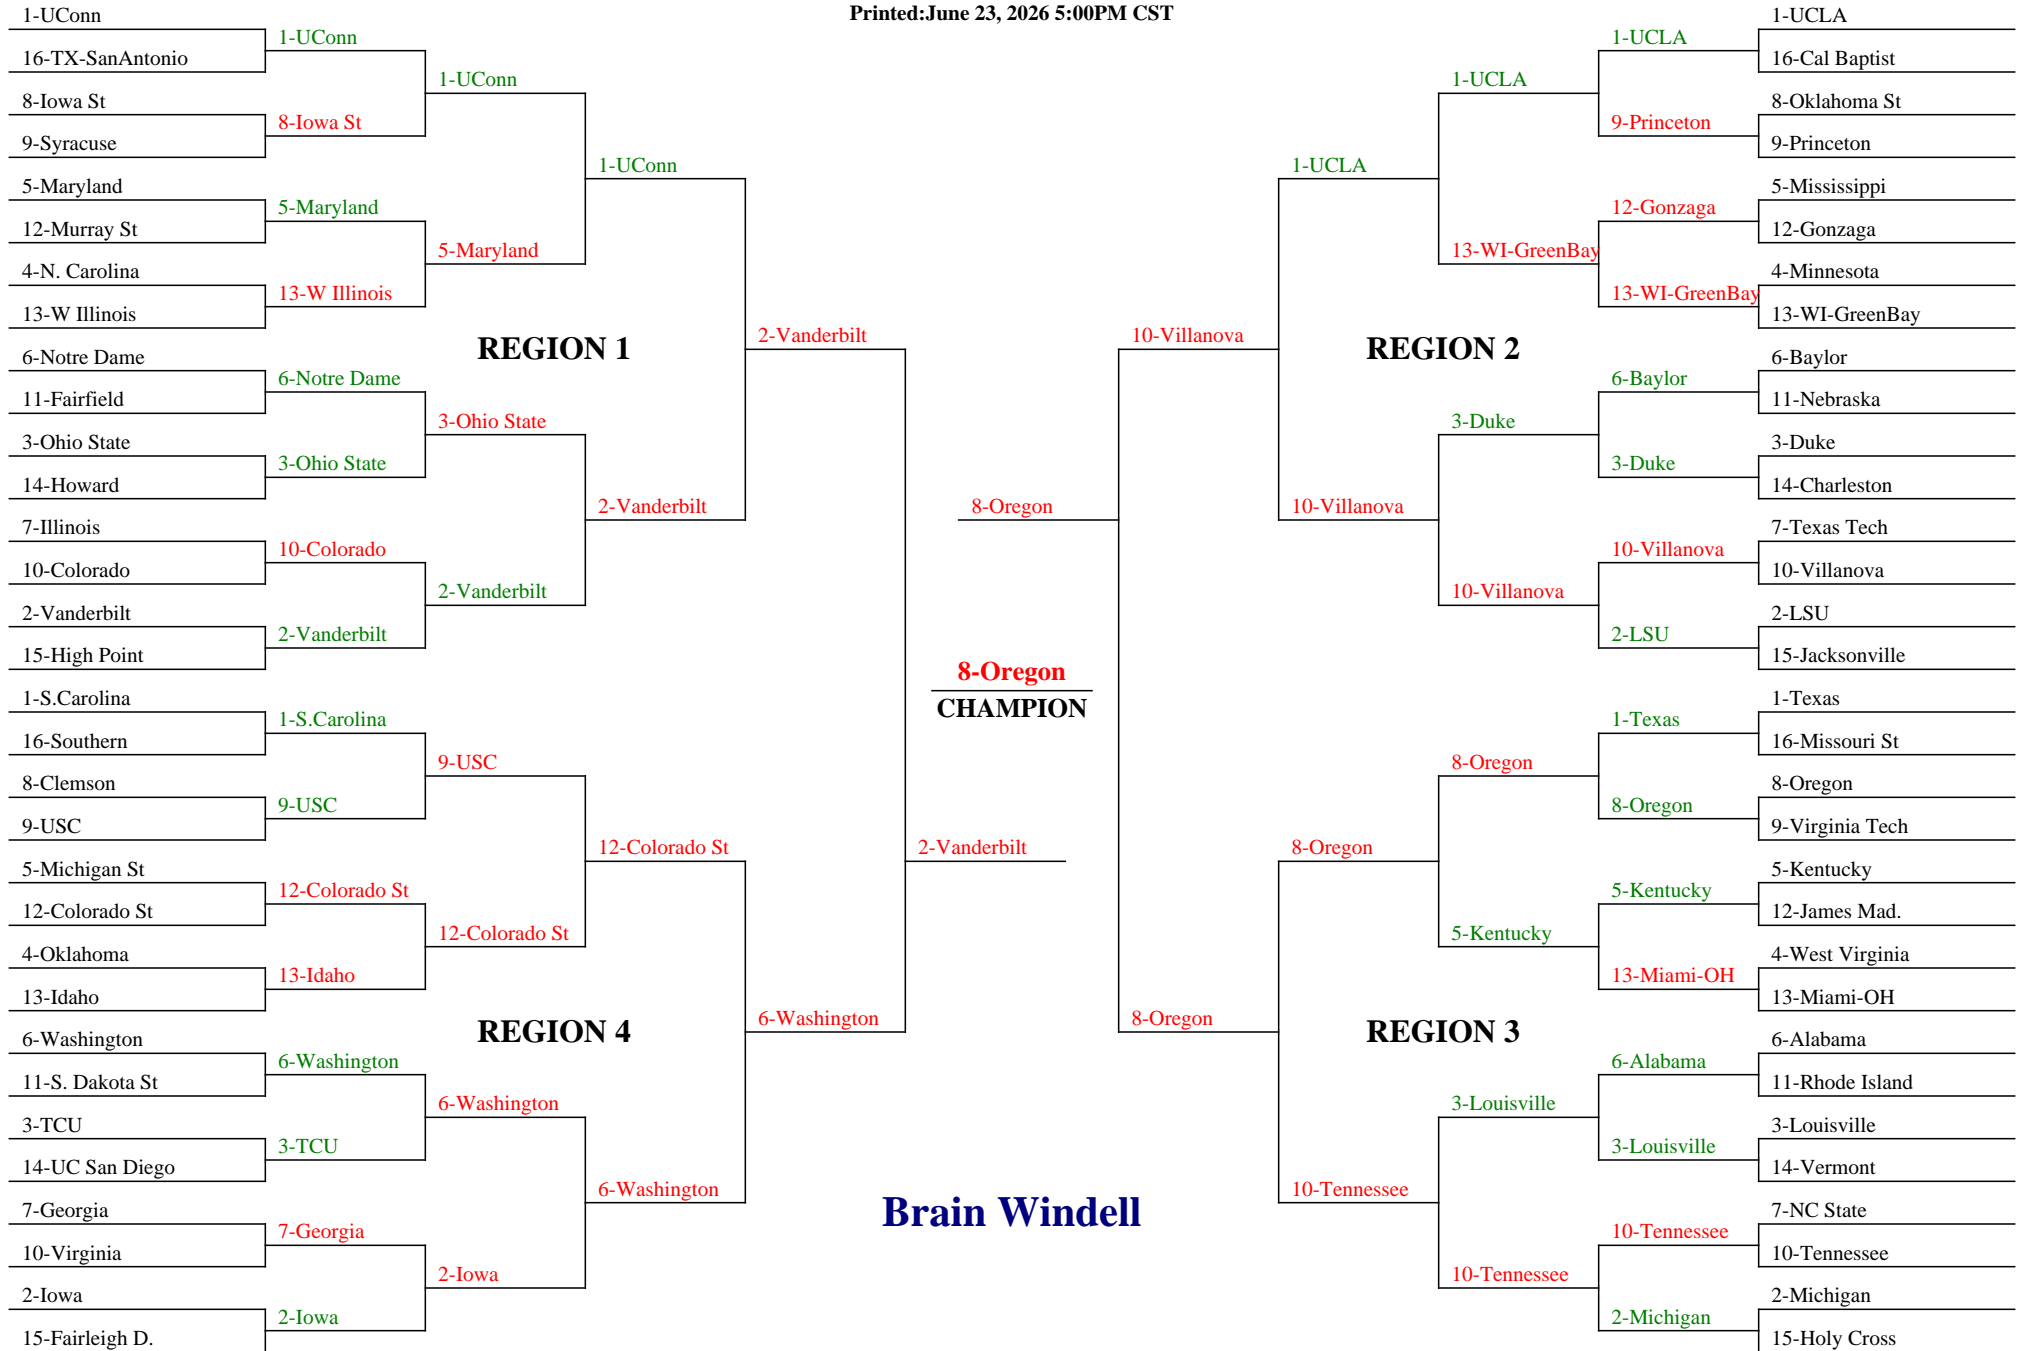 Printed:June 23, 2026 5:00PM CST
1-UConn
16-TX-SanAntonio
8-Iowa St
9-Syracuse
5-Maryland
12-Murray St
4-N. Carolina
13-W Illinois
6-Notre Dame
11-Fairfield
3-Ohio State
14-Howard
7-Illinois
10-Colorado
2-Vanderbilt
15-High Point
1-S.Carolina
16-Southern
8-Clemson
9-USC
5-Michigan St
12-Colorado St
4-Oklahoma
13-Idaho
6-Washington
11-S. Dakota St
3-TCU
14-UC San Diego
7-Georgia
10-Virginia
2-Iowa
15-Fairleigh D.
1-UConn
8-Iowa St
5-Maryland
13-W Illinois
6-Notre Dame
3-Ohio State
10-Colorado
2-Vanderbilt
1-S.Carolina
9-USC
12-Colorado St
13-Idaho
6-Washington
3-TCU
7-Georgia
2-Iowa
1-UConn
5-Maryland
3-Ohio State
2-Vanderbilt
9-USC
12-Colorado St
6-Washington
2-Iowa
REGION 1
REGION 4
1-UConn
2-Vanderbilt
12-Colorado St
6-Washington
2-Vanderbilt
6-Washington
2-Vanderbilt
8-Oregon
8-Oregon
CHAMPION
Brain Windell
10-Villanova
8-Oregon
1-UCLA
10-Villanova
8-Oregon
10-Tennessee
REGION 2
REGION 3
1-UCLA
13-WI-GreenBay
3-Duke
10-Villanova
8-Oregon
5-Kentucky
3-Louisville
10-Tennessee
1-UCLA
9-Princeton
12-Gonzaga
13-WI-GreenBay
6-Baylor
3-Duke
10-Villanova
2-LSU
1-Texas
8-Oregon
5-Kentucky
13-Miami-OH
6-Alabama
3-Louisville
10-Tennessee
2-Michigan
1-UCLA
16-Cal Baptist
8-Oklahoma St
9-Princeton
5-Mississippi
12-Gonzaga
4-Minnesota
13-WI-GreenBay
6-Baylor
11-Nebraska
3-Duke
14-Charleston
7-Texas Tech
10-Villanova
2-LSU
15-Jacksonville
1-Texas
16-Missouri St
8-Oregon
9-Virginia Tech
5-Kentucky
12-James Mad.
4-West Virginia
13-Miami-OH
6-Alabama
11-Rhode Island
3-Louisville
14-Vermont
7-NC State
10-Tennessee
2-Michigan
15-Holy Cross